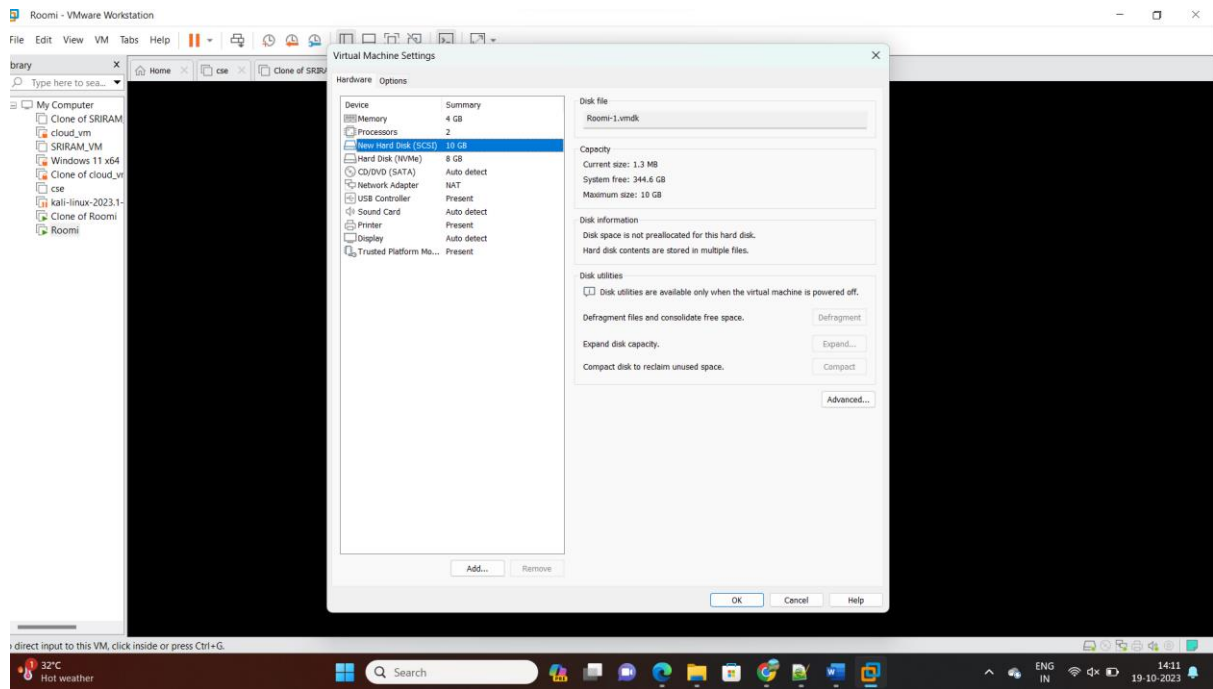 Roomi - VMware Workstation
File Edit View VM Tabs Help
brary X
Type here to sea...
Home cse Clone of SRIRA
My Computer
Clone of SRIRAM
cloud_vm
SRIRAM_VM
Windows 11 x64
Clone of cloud_vr
cse
kali-linux-2023.1-
Clone of Roomi
Roomi
Virtual Machine Settings
Hardware Options
Device Summary
Memory 4 GB
Processors 2
New Hard Disk (SCSI) 10 GB
Hard Disk (NVMe) 8 GB
CD/DVD (SATA) Auto detect
Network Adapter NAT
USB Controller Present
Sound Card Auto detect
Printer Present
Display Auto detect
Trusted Platform Mo... Present
Add... Remove
Disk file
Roomi-1.vmdk
Capacity
Current size: 1.3 MB
System free: 344.6 GB
Maximum size: 10 GB
Disk information
Disk space is not preallocated for this hard disk.
Hard disk contents are stored in multiple files.
Disk utilities
Disk utilities are available only when the virtual machine is powered off.
Defragment files and consolidate free space. Defragment
Expand disk capacity. Expand...
Compact disk to reclaim unused space. Compact
Advanced...
OK Cancel Help
direct input to this VM, click inside or press Ctrl+G.
1
32°C
Hot weather
Search
ENG
IN
14:11
19-10-2023